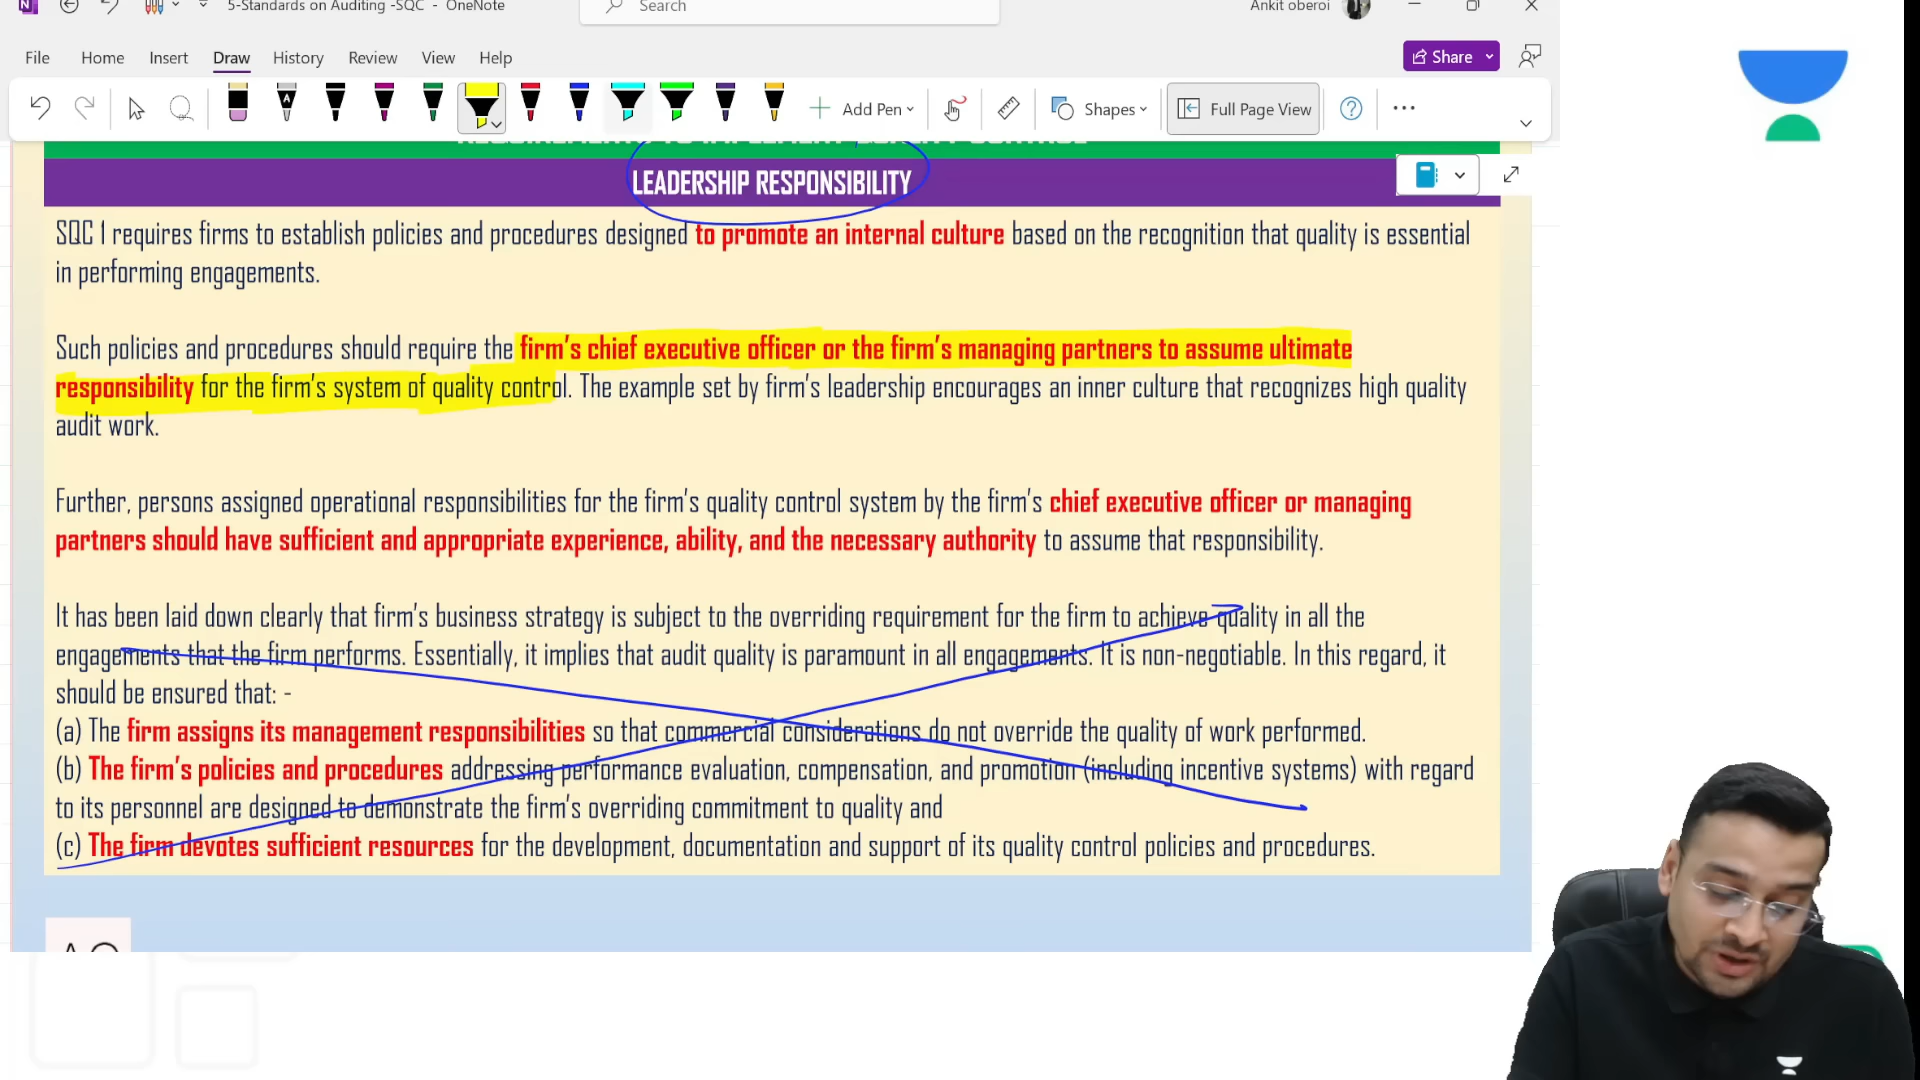 5-Standards on Auditing -SQC - OneNote
Search
Ankit oberoi
File Home Insert Draw History Review View Help
Share
A
Add Pen
Shapes
Full Page View
LEADERSHIP RESPONSIBILITY
SQC 1 requires firms to establish policies and procedures designed to promote an internal culture based on the recognition that quality is essential
in performing engagements.
Such policies and procedures should require the firm's chief executive officer or the firm's managing partners to assume ultimate
responsibility for the firm's system of quality control. The example set by firm's leadership encourages an inner culture that recognizes high quality
audit work.
Further, persons assigned operational responsibilities for the firm's quality control system by the firm's chief executive officer or managing
partners should have sufficient and appropriate experience, ability, and the necessary authority to assume that responsibility.
It has been laid down clearly that firm's business strategy is subject to the overriding requirement for the firm to achieve quality in all the
engagements that the firm performs. Essentially, it implies that audit quality is paramount in all engagements. It is non-negotiable. In this regard, it
should be ensured that: -
(a) The firm assigns its management responsibilities so that commercial considerations do not override the quality of work performed.
(b) The firm's policies and procedures addressing performance evaluation, compensation, and promotion (including incentive systems) with regard
to its personnel are designed to demonstrate the firm's overriding commitment to quality and
(c) The firm devotes sufficient resources for the development, documentation and support of its quality control policies and procedures.